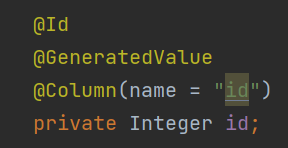 @Id
@GeneratedValue
@Column(name = "id")
private Integer id;